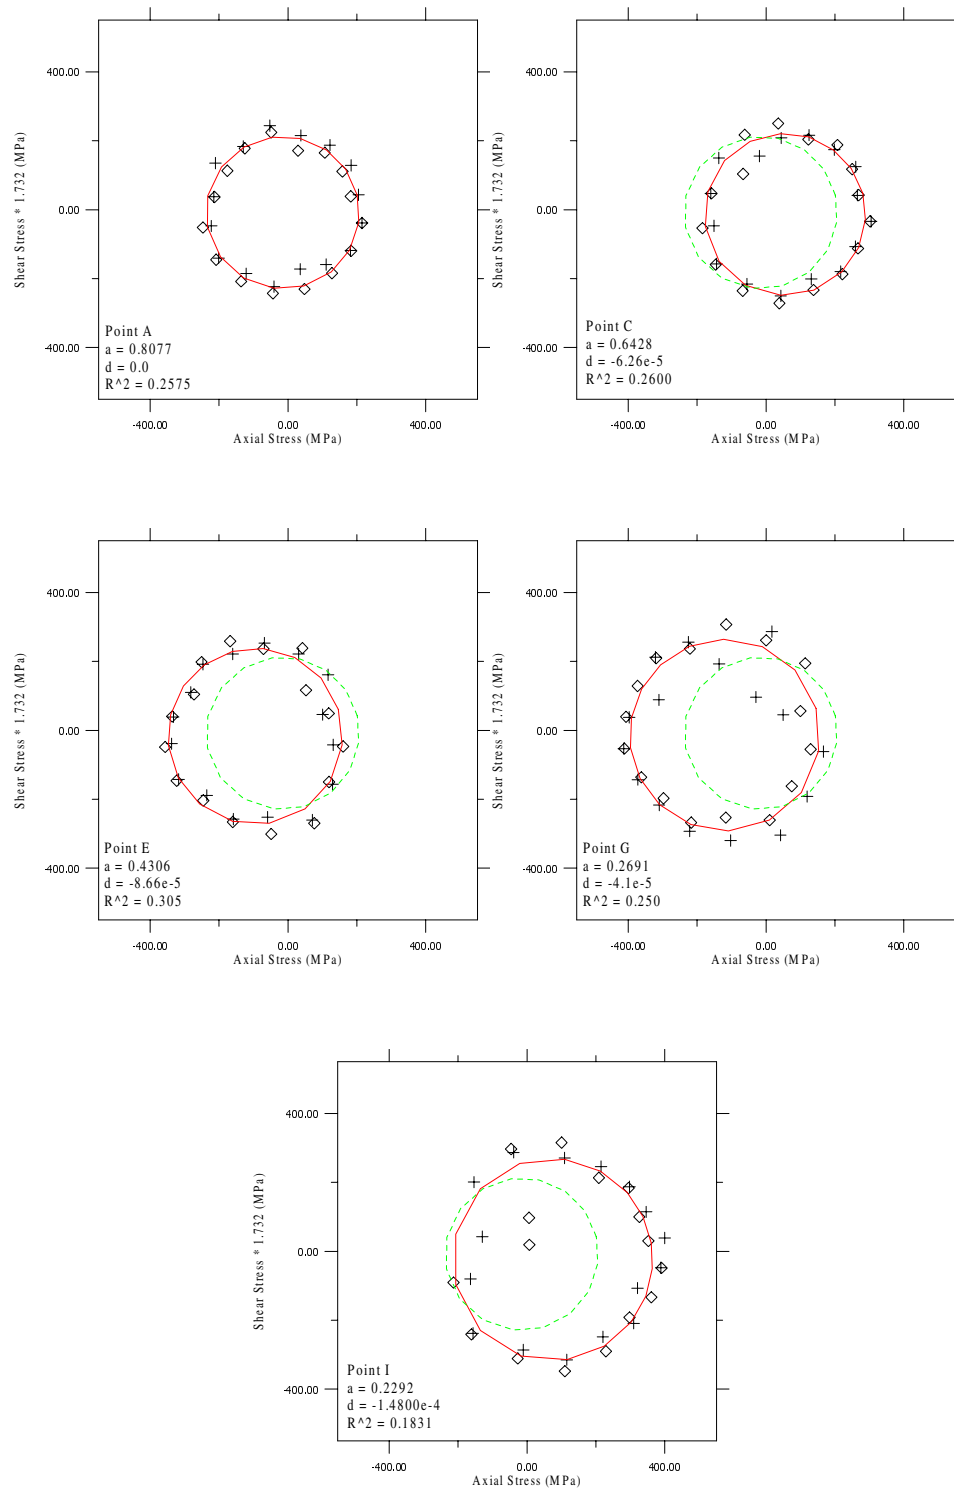 400.00
0.00
-400.00
Shear Stress * 1.732 (MPa)
Point A
a = 0.8077
d = 0.0
R^2 = 0.2575
-400.00 0.00 400.00
Axial Stress (MPa)
400.00
0.00
-400.00
Shear Stress * 1.732 (MPa)
Point C
a = 0.6428
d = -6.26e-5
R^2 = 0.2600
-400.00 0.00 400.00
Axial Stress (MPa)
400.00
0.00
-400.00
Shear Stress * 1.732 (MPa)
Point E
a = 0.4306
d = -8.66e-5
R^2 = 0.305
-400.00 0.00 400.00
Axial Stress (MPa)
400.00
0.00
-400.00
Shear Stress * 1.732 (MPa)
Point G
a = 0.2691
d = -4.1e-5
R^2 = 0.250
-400.00 0.00 400.00
Axial Stress (MPa)
400.00
0.00
-400.00
Shear Stress * 1.732 (MPa)
Point I
a = 0.2292
d = -1.4800e-4
R^2 = 0.1831
-400.00 0.00 400.00
Axial Stress (MPa)